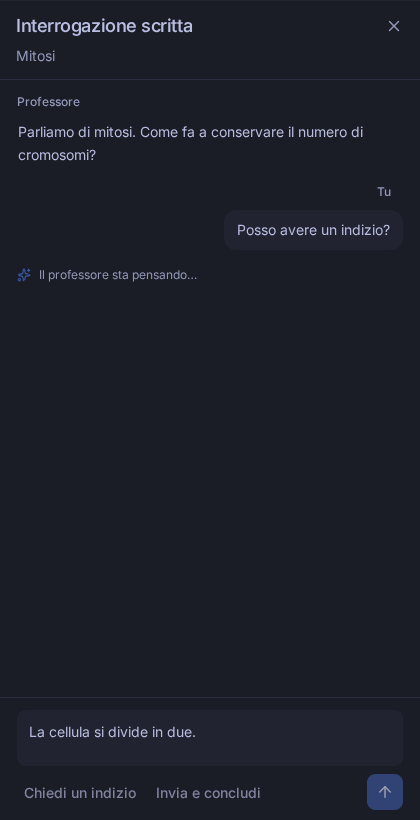 Interrogazione scritta
Mitosi
Professore
Parliamo di mitosi. Come fa a conservare il numero di
cromosomi?
Tu
Posso avere un indizio?
Il professore sta pensando...
La cellula si divide in due.
Chiedi un indizio
Invia e concludi